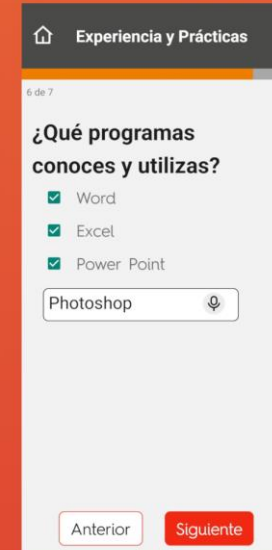 Experiencia y Prácticas
6 de 7
¿Qué programas
conoces y utilizas?
Word
Excel
Power Point
Photoshop
Anterior
Siguiente